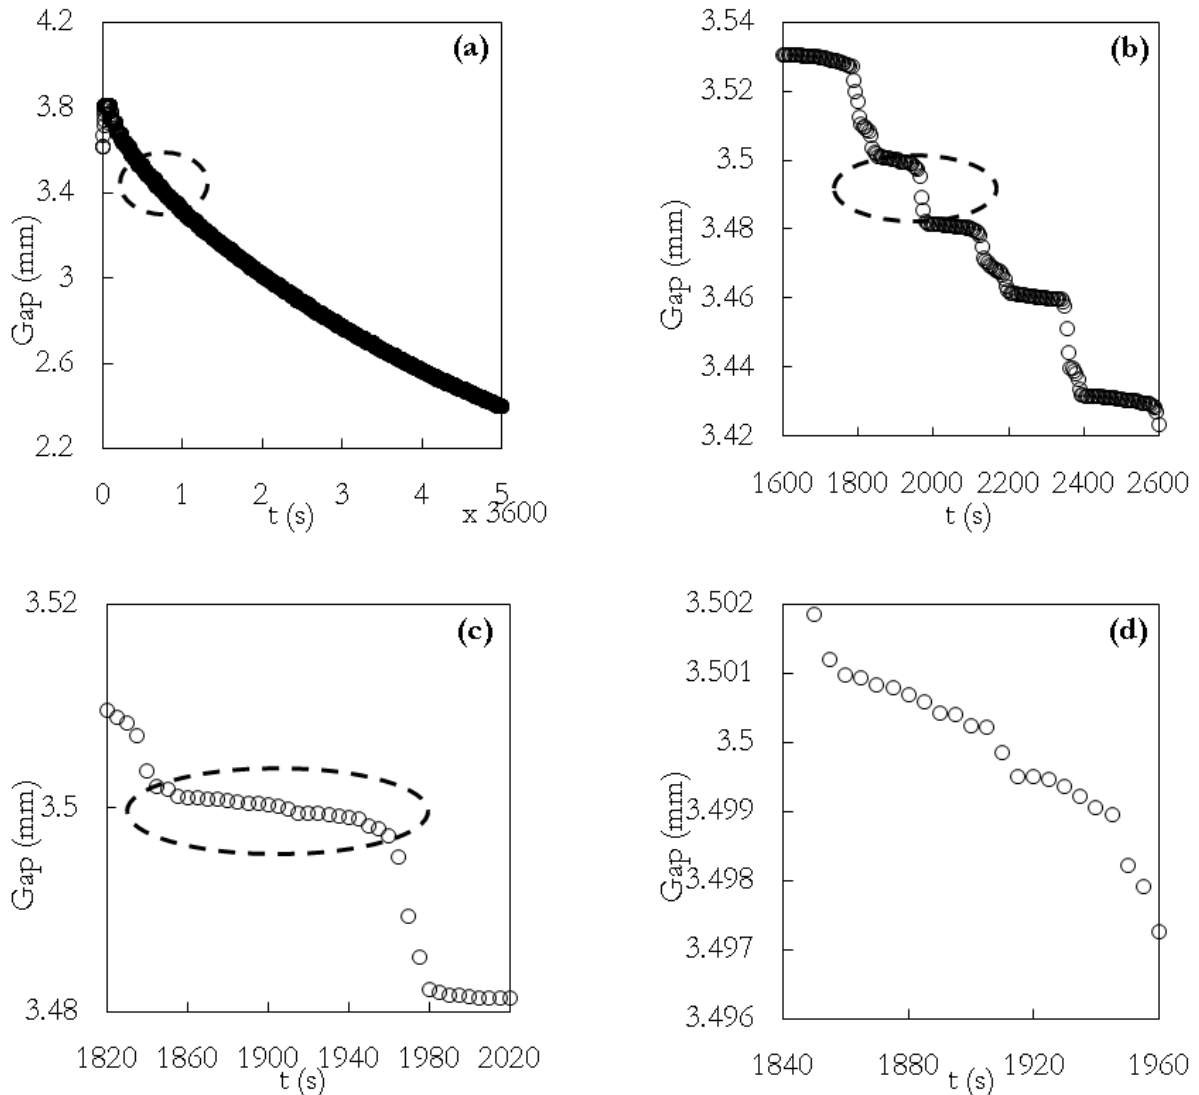 (a)
4.2
3.8
3.4
3
2.6
2.2
Gap (mm)
0 1 2 3 4 5
t (s)
x 3600
(b)
3.54
3.52
3.5
3.48
3.46
3.44
3.42
Gap (mm)
1600 1800 2000 2200 2400 2600
t (s)
(c)
3.52
3.5
3.48
Gap (mm)
1820 1860 1900 1940 1980 2020
t (s)
(d)
3.502
3.501
3.5
3.499
3.498
3.497
3.496
Gap (mm)
1840 1880 1920 1960
t (s)